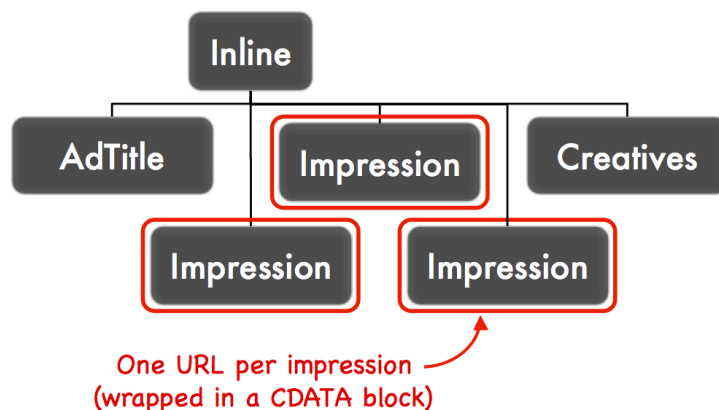 Inline
AdTitle
Impression
Creatives
Impression
Impression
One URL per impression
(wrapped in a CDATA block)